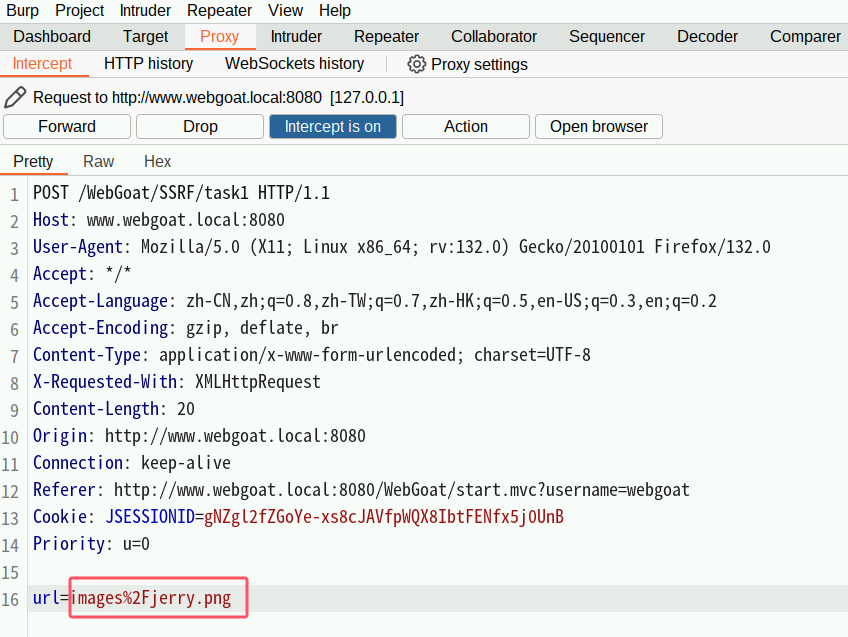 Burp Project Intruder Repeater View Help
Dashboard Target Proxy Intruder Repeater Collaborator Sequencer Decoder Comparer
Intercept HTTP history WebSockets history Proxy settings
Request to http://www.webgoat.local:8080 [127.0.0.1]
Forward Drop Intercept is on Action Open browser
Pretty Raw Hex
1 POST /WebGoat/SSRF/task1 HTTP/1.1
2 Host: www.webgoat.local:8080
3 User-Agent: Mozilla/5.0 (X11; Linux x86_64; rv:132.0) Gecko/20100101 Firefox/132.0
4 Accept: */*
5 Accept-Language: zh-CN,zh;q=0.8,zh-TW;q=0.7,zh-HK;q=0.5,en-US;q=0.3,en;q=0.2
6 Accept-Encoding: gzip, deflate, br
7 Content-Type: application/x-www-form-urlencoded; charset=UTF-8
8 X-Requested-With: XMLHttpRequest
9 Content-Length: 20
10 Origin: http://www.webgoat.local:8080
11 Connection: keep-alive
12 Referer: http://www.webgoat.local:8080/WebGoat/start.mvc?username=webgoat
13 Cookie: JSESSIONID=gNZgl2fZGoYe-xs8cJAVfpWQX8IbtFENfx5j0UnB
14 Priority: u=0
15
16 url=images%2Fjerry.png